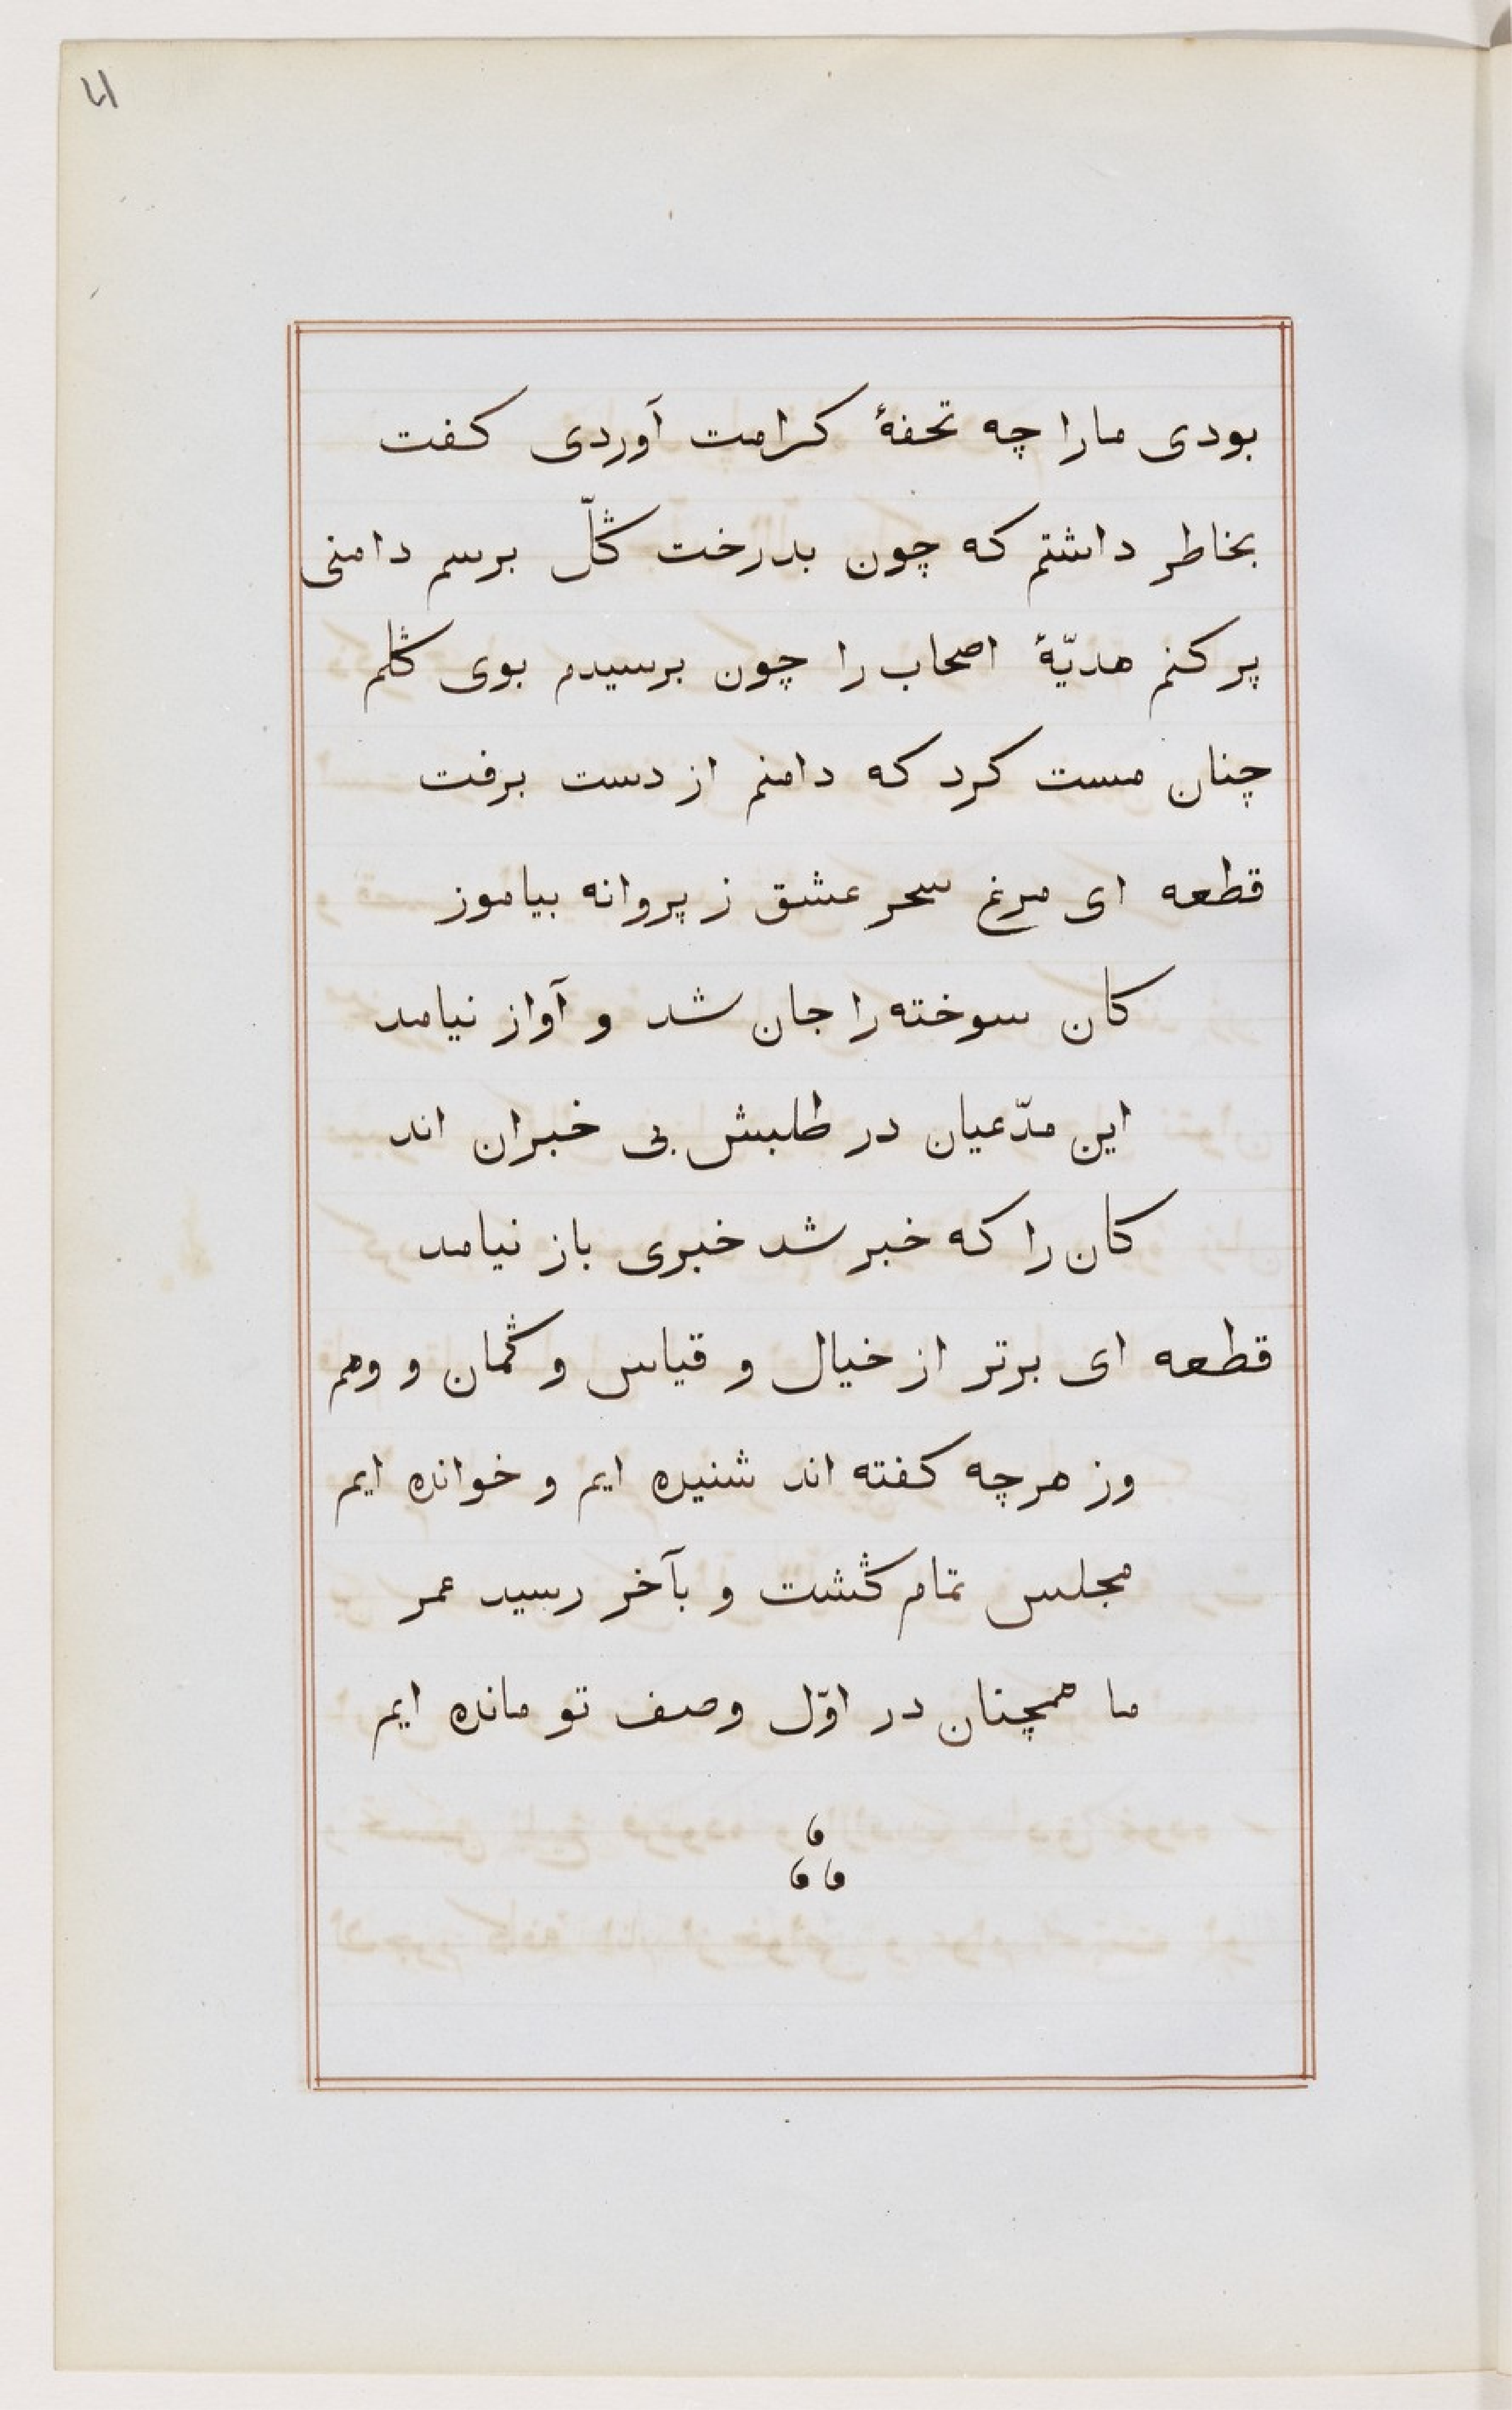 بودی مارا چه تحفهٔ کرامت آوردی کفت
بخاطر داشتم که چون بدرخت گلّ برسم دامنی
پر کنم هدیّهٔ اصحاب را چون برسیدم بوی گلم
چنان مست کرد که دامنم از دست برفت
قطعه ای مرغ سحر عشق ز پروانه بیاموز
کان سوخته را جان شد و آواز نیامد
این مدّعیان در طلبش بی خبران اند
کان را که خبر شد خبری باز نیامد
قطعه ای برتر از خیال و قیاس و گمان و وهم
وز هرچه کفته اند شنیده ایم و خوانده ایم
مجلس تمام گشت و بآخر رسید عمر
ما همچنان در اوّل وصف تو مانده ایم